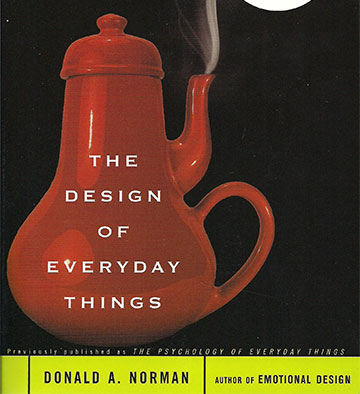 THE
DESIGN
OF
EVERYDAY
THINGS
Previously published as THE PSYCHOLOGY OF EVERYDAY THINGS
DONALD A. NORMAN
AUTHOR OF EMOTIONAL DESIGN